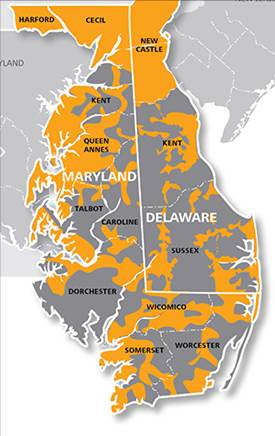 HARFORD
CECIL
NEW
CASTLE
YLAND
KENT
QUEEN
ANNES
KENT
MARYLAND
TALBOT
CAROLINE
DELAWARE
SUSSEX
DORCHESTER
WICOMICO
SOMERSET
WORCESTER